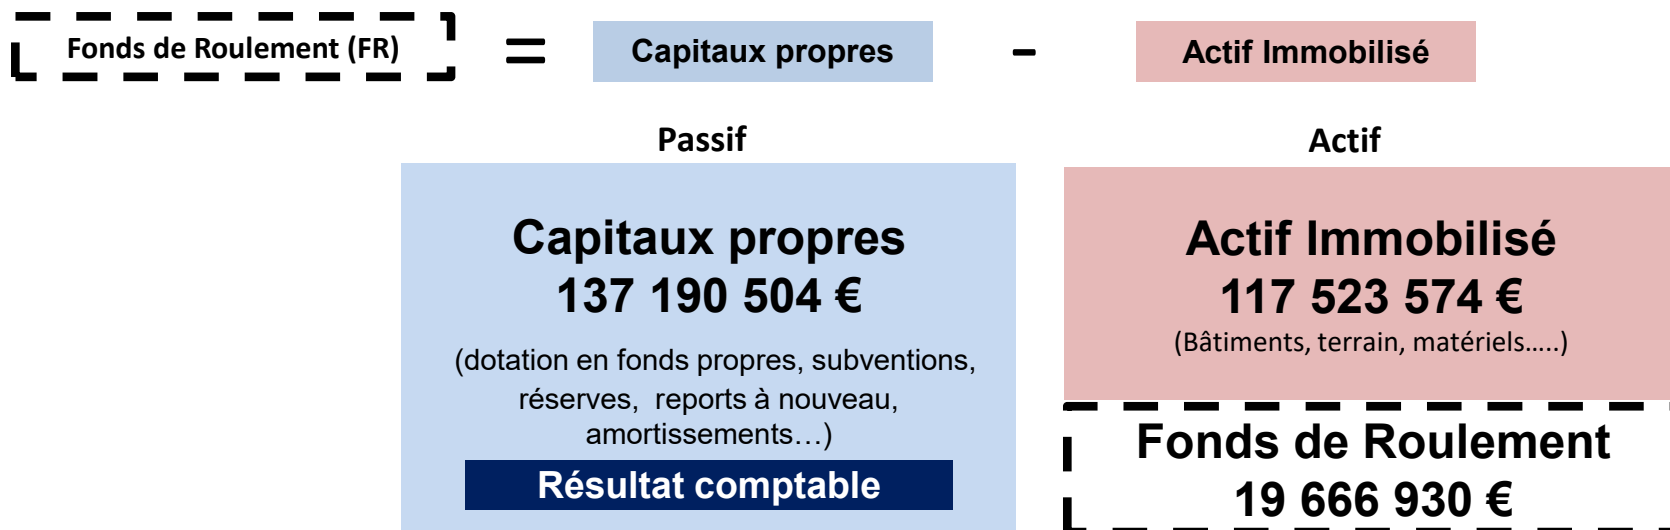 Fonds de Roulement (FR) = Capitaux propres - Actif Immobilisé
Passif
Actif
Capitaux propres
137 190 504 €
(dotation en fonds propres, subventions,
réserves, reports à nouveau,
amortissements…)
Résultat comptable
Actif Immobilisé
117 523 574 €
(Bâtiments, terrain, matériels…..)
Fonds de Roulement
19 666 930 €